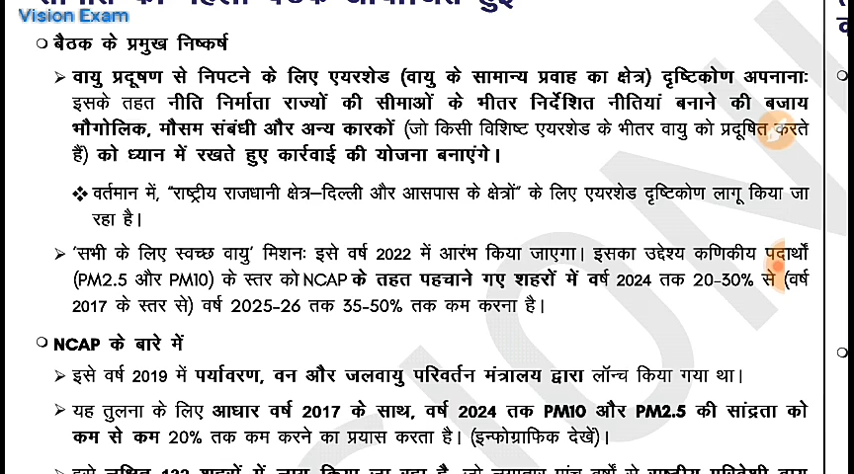 Vision Exam
बैठक के प्रमुख निष्कर्ष
➤ वायु प्रदूषण से निपटने के लिए एयरशेड (वायु के सामान्य प्रवाह का क्षेत्र) दृष्टिकोण अपनानाः
इसके तहत नीति निर्माता राज्यों की सीमाओं के भीतर निर्देशित नीतियां बनाने की बजाय
भौगोलिक, मौसम संबंधी और अन्य कारकों (जो किसी विशिष्ट एयरशेड के भीतर वायु को प्रदूषित करते
हैं) को ध्यान में रखते हुए कार्रवाई की योजना बनाएंगे।
❖ वर्तमान में, “राष्ट्रीय राजधानी क्षेत्र–दिल्ली और आसपास के क्षेत्रों” के लिए एयरशेड दृष्टिकोण लागू किया जा
रहा है।
➤ ‘सभी के लिए स्वच्छ वायु’ मिशनः इसे वर्ष 2022 में आरंभ किया जाएगा। इसका उद्देश्य कणिकीय पदार्थों
(PM2.5 और PM10) के स्तर को NCAP के तहत पहचाने गए शहरों में वर्ष 2024 तक 20-30% से (वर्ष
2017 के स्तर से) वर्ष 2025-26 तक 35-50% तक कम करना है।
NCAP के बारे में
➤ इसे वर्ष 2019 में पर्यावरण, वन और जलवायु परिवर्तन मंत्रालय द्वारा लॉन्च किया गया था।
➤ यह तुलना के लिए आधार वर्ष 2017 के साथ, वर्ष 2024 तक PM10 और PM2.5 की सांद्रता को
कम से कम 20% तक कम करने का प्रयास करता है। (इन्फोग्राफिक देखें)।